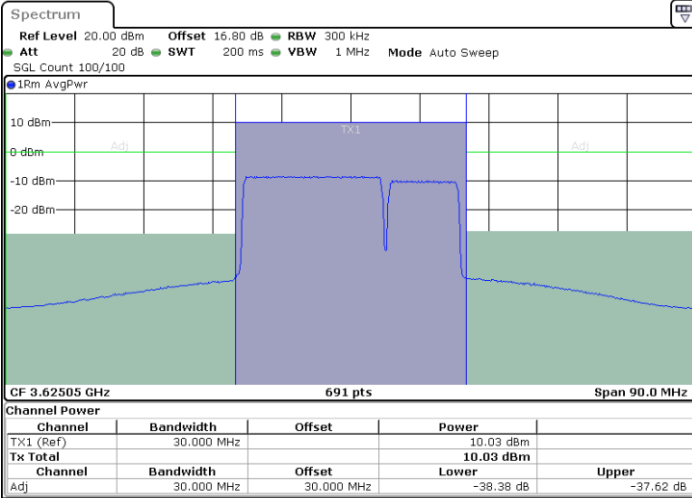 Spectrum
Ref Level 20.00 dBm Offset 16.80 dB RBW 300 kHz
Att 20 dB SWT 200 ms VBW 1 MHz Mode Auto Sweep
SGL Count 100/100
1Rm AvgPwr
10 dBm
TX1
Adj Adj
0 dBm
-10 dBm
-20 dBm
CF 3.62505 GHz 691 pts Span 90.0 MHz
Channel Power
Channel Bandwidth Offset Power
TX1 (Ref) 30.000 MHz 10.03 dBm
Tx Total 10.03 dBm
Channel Bandwidth Offset Lower Upper
Adj 30.000 MHz 30.000 MHz -38.38 dB -37.62 dB